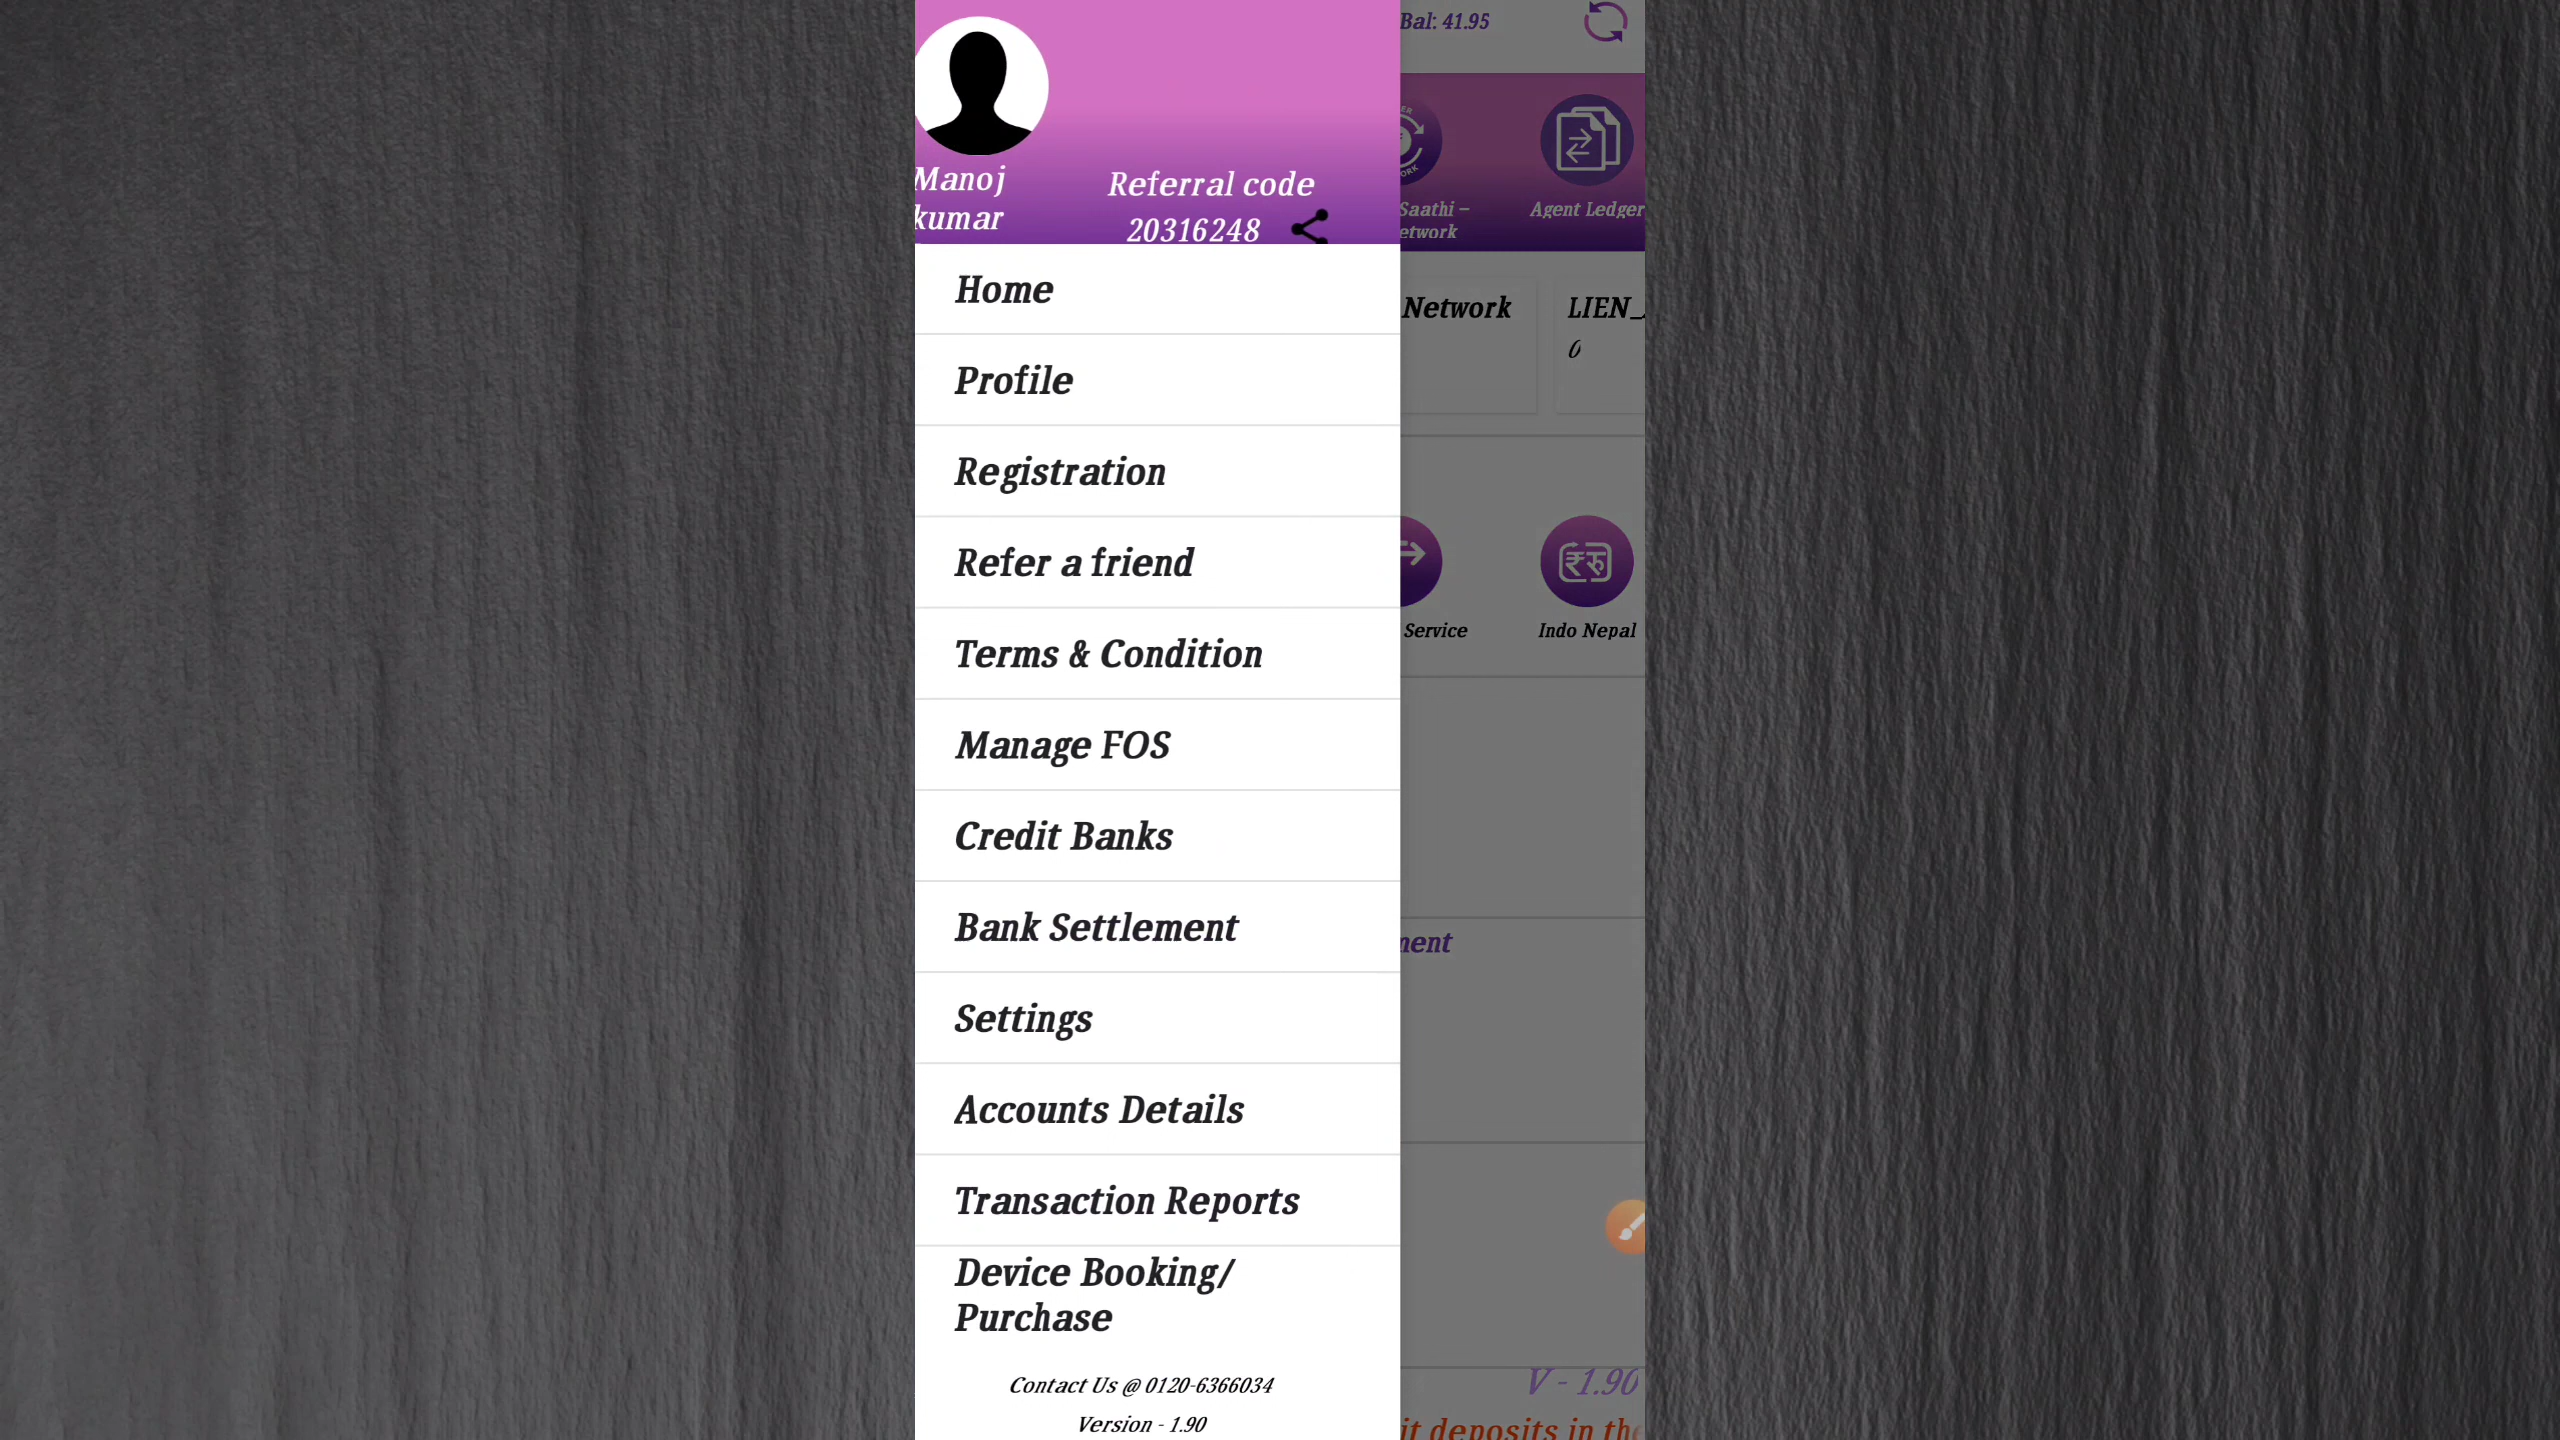 Manoj
kumar
Referral code
20316248
Home
Profile
Registration
Refer a friend
Terms & Condition
Manage FOS
Credit Banks
Bank Settlement
Settings
Accounts Details
Transaction Reports
Device Booking/
Purchase
Contact Us @ 0120-6366034
Version - 1.90
Bal: 41.95
Saathi –
etwork
Agent Ledger
Network
LIEN_
0
Service
Indo Nepal
ment
V - 1.90
it deposits in the